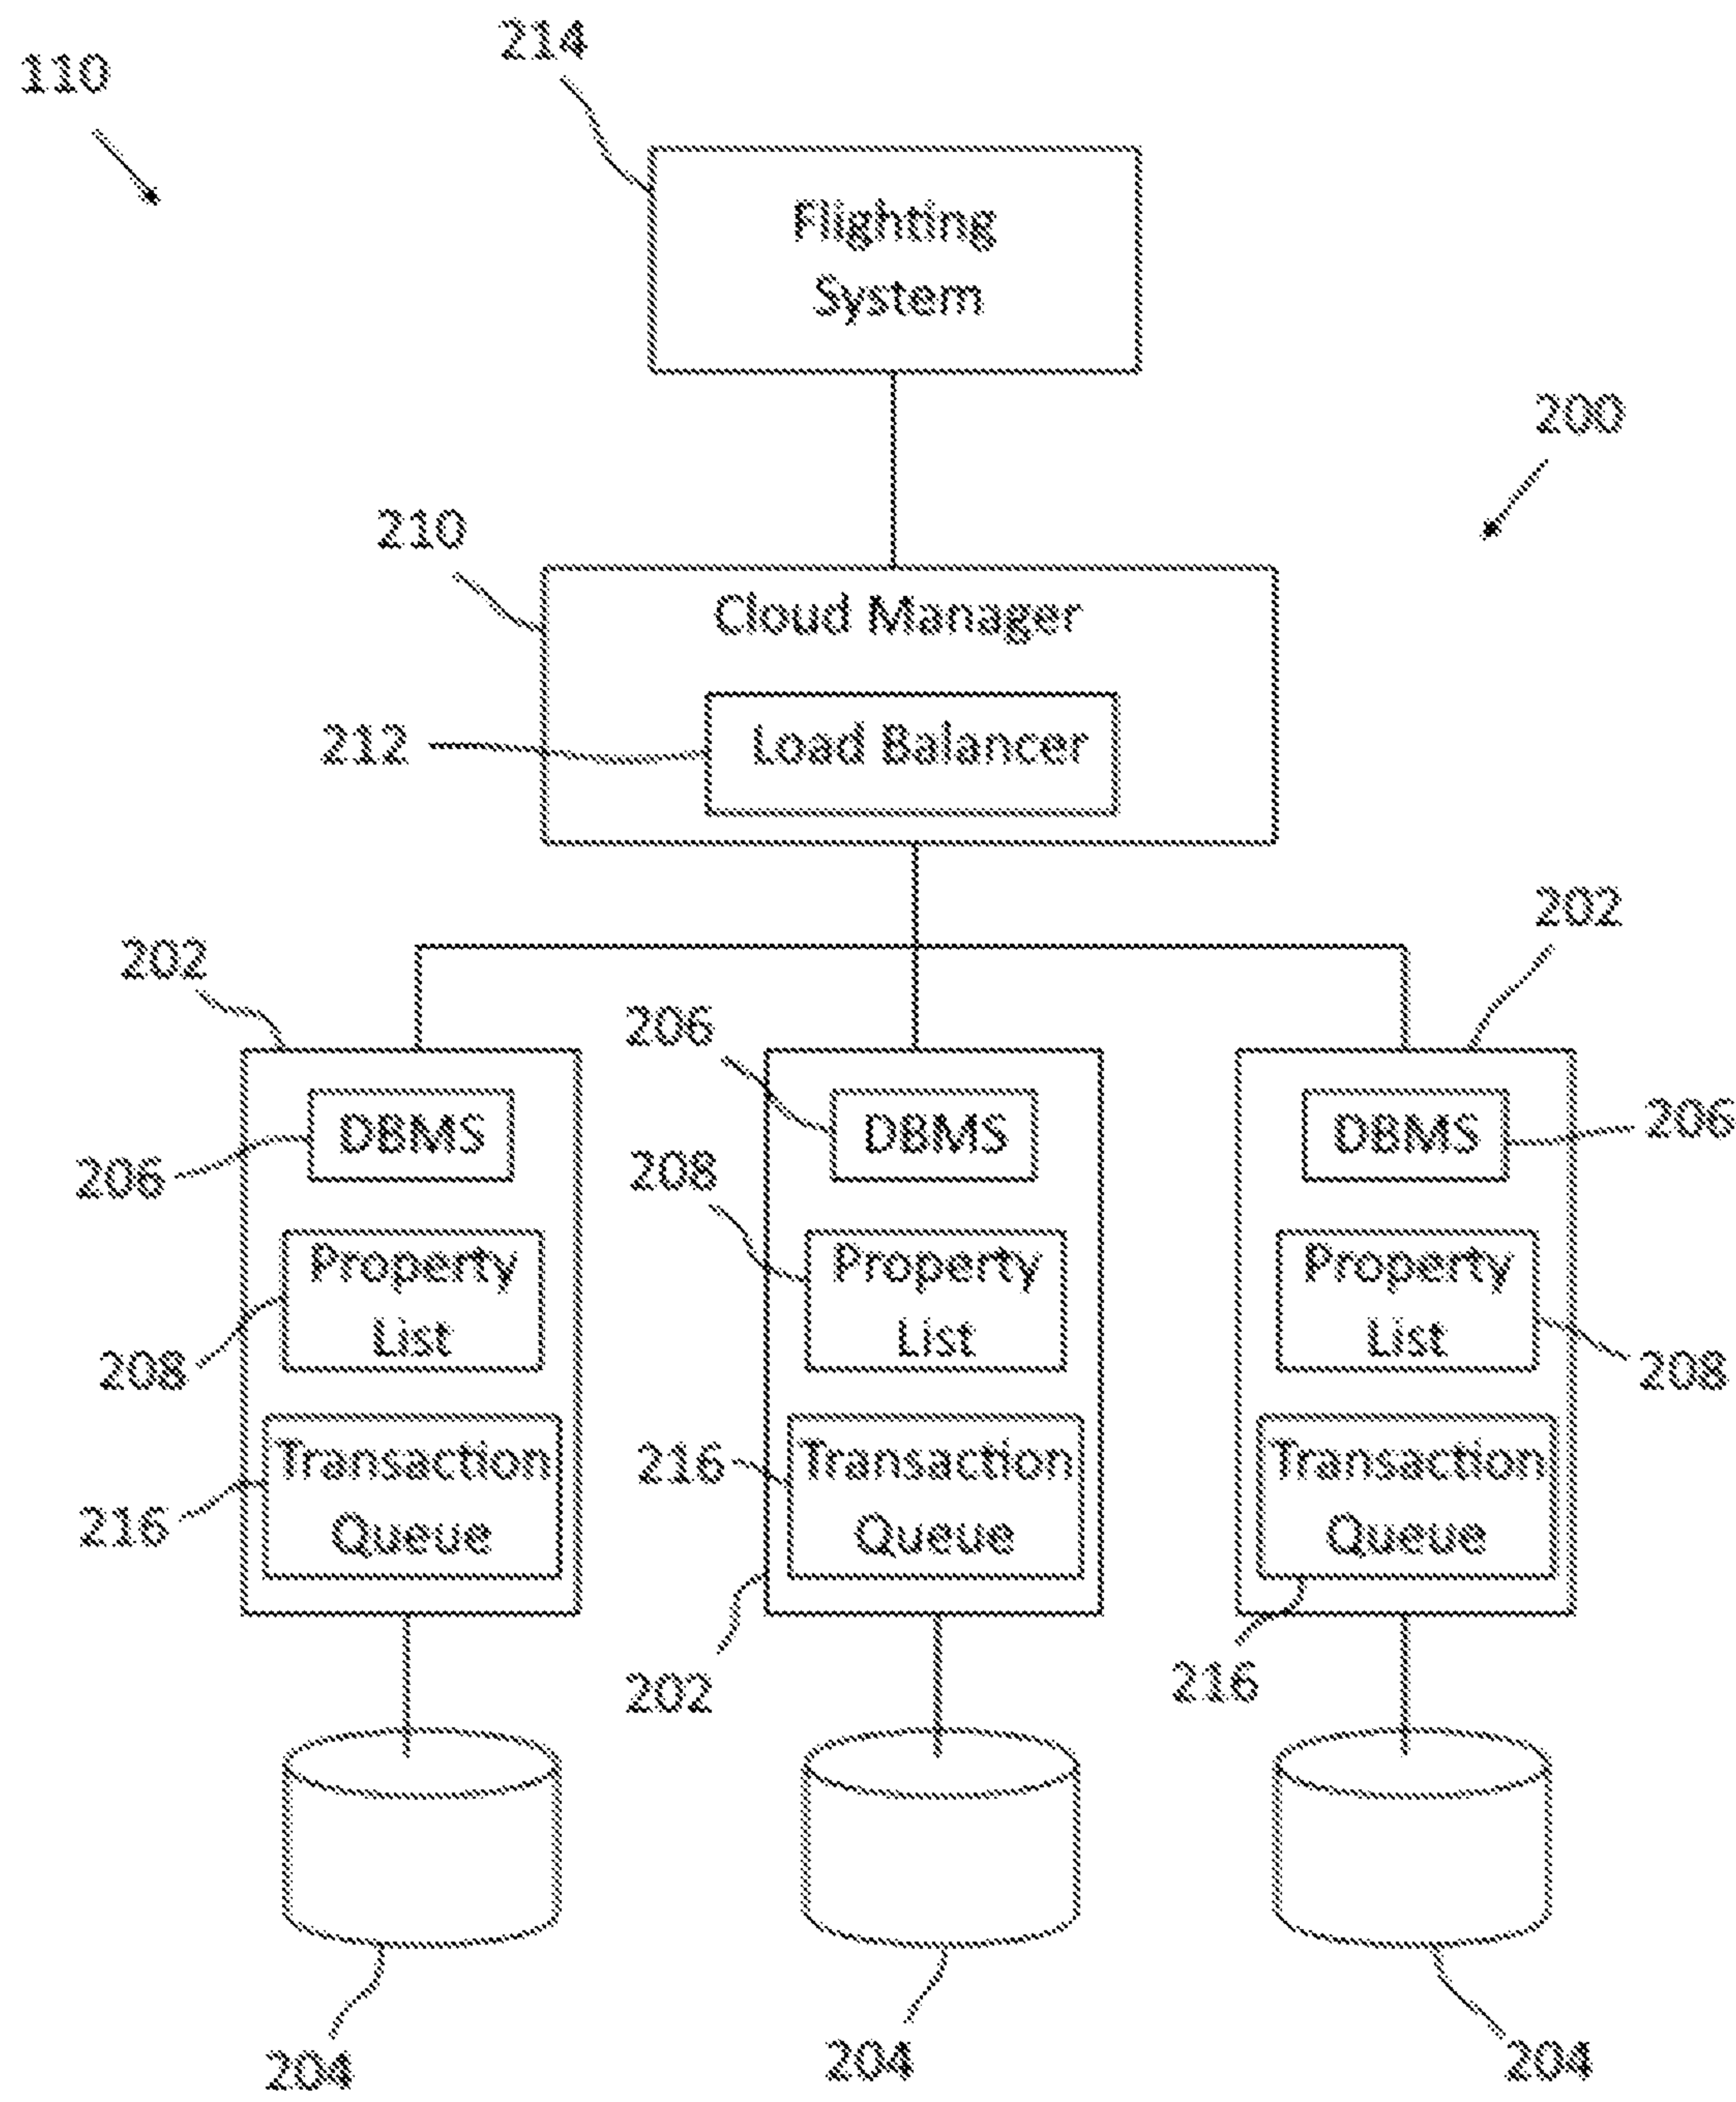 214
110
Flighting
System
200
210
Cloud Manager
212
Load Balancer
202
202
206
DBMS
DBMS
DBMS
206
206
208
Property
List
Property
List
Property
List
208
208
216
Transaction
Queue
Transaction
Queue
Transaction
Queue
216
202
216
204
204
204